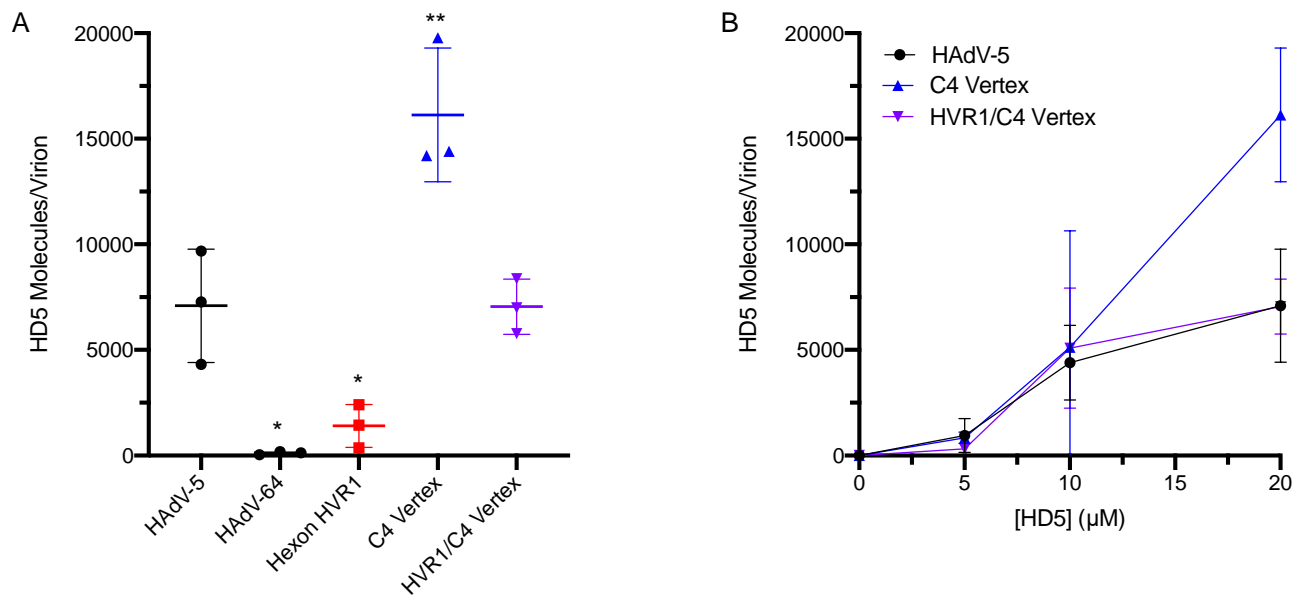 A
HD5 Molecules/Virion
20000
15000
10000
5000
0
**
*
*
HAdV-5
HAdV-64
Hexon HVR1
C4 Vertex
HVR1/C4 Vertex
B
HD5 Molecules/Virion
20000
15000
10000
5000
0
HAdV-5
C4 Vertex
HVR1/C4 Vertex
0 5 10 15 20
[HD5] (µM)